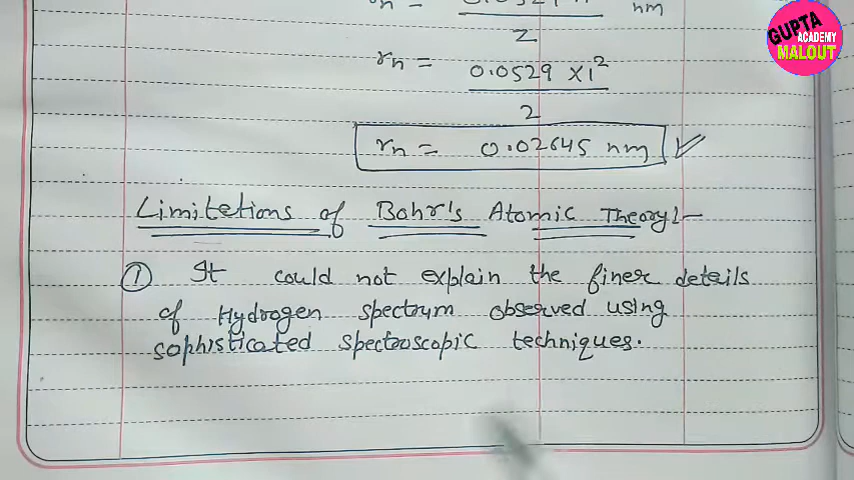 nm
Z
rn =
0.0529 X1²
2
rn = 0.02645 nm
Limitetions of Bohr's Atomic Theory:-
① It could not explain the finer details
of Hydrogen spectrum observed using
sophisticated spectroscopic techniques.
GUPTA
ACADEMY
MALOUT